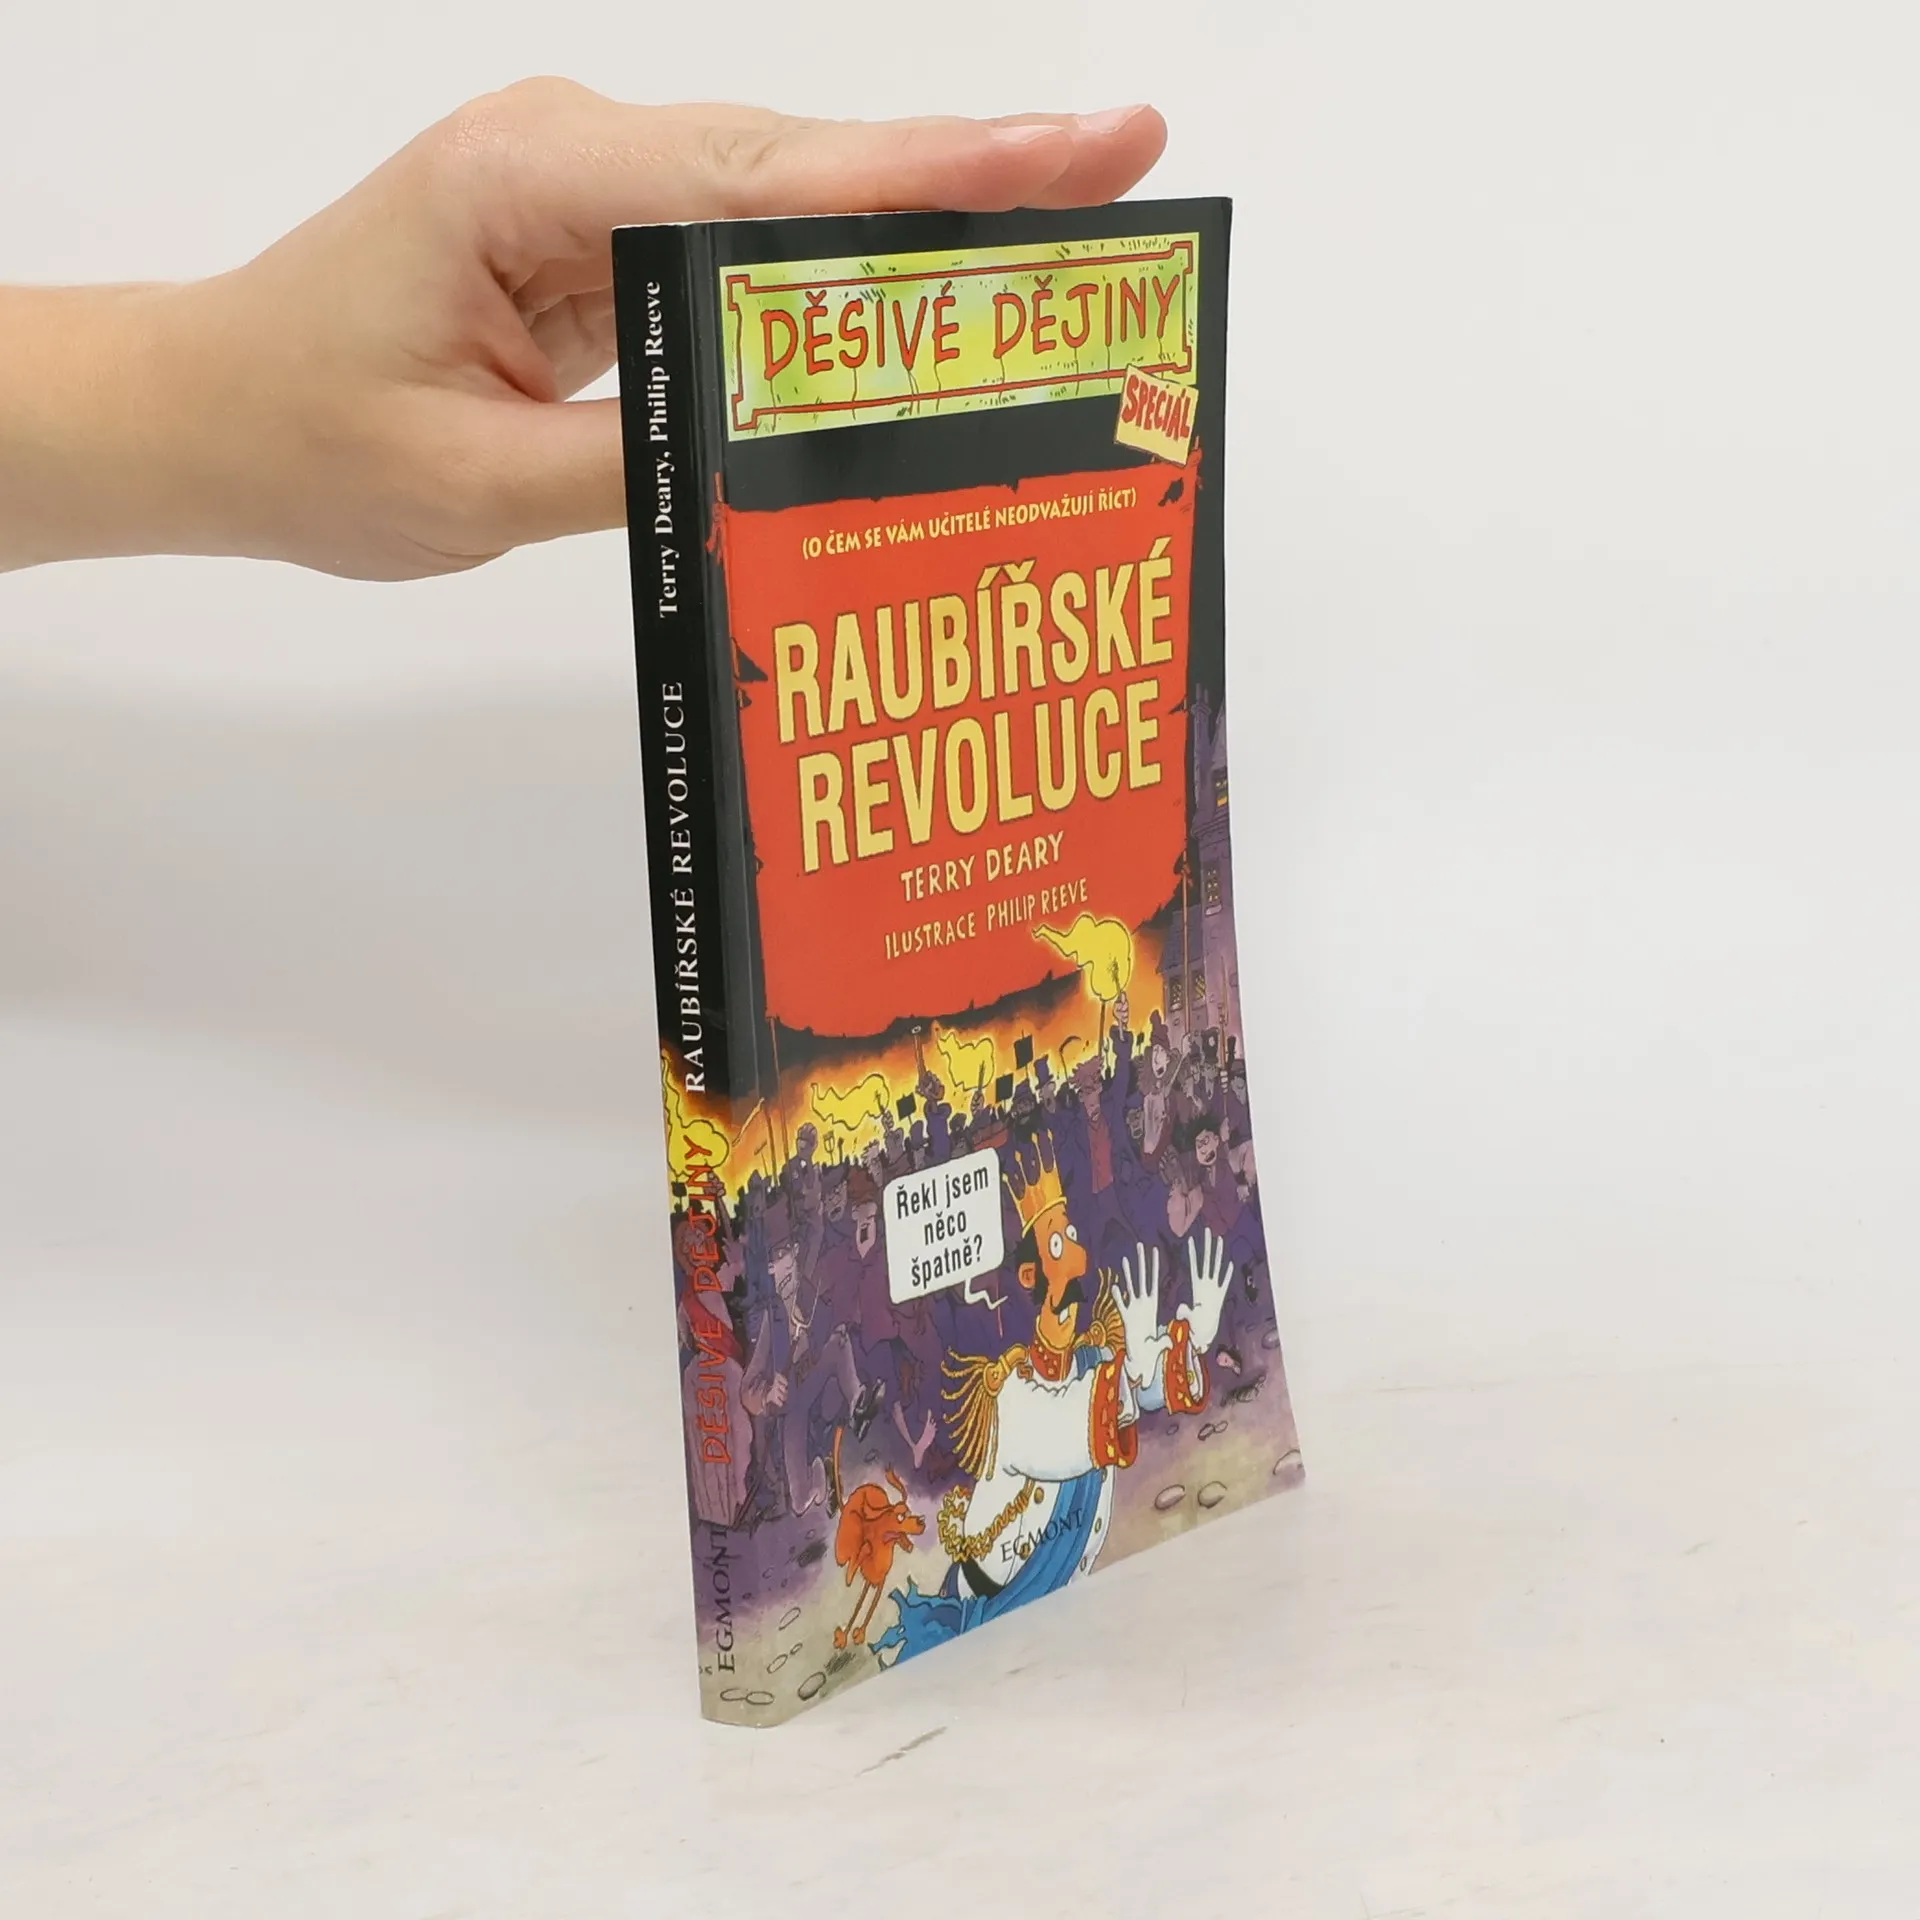 Terry Deary, Philip Reeve
RAUBÍŘSKÉ REVOLUCE
DĚSIVÉ DĚJINY
EGMONT
DĚSIVÉ DĚJINY
SPECIÁL
(O ČEM SE VÁM UČITELÉ NEODVAŽUJÍ ŘÍCT)
RAUBÍŘSKÉ
REVOLUCE
TERRY DEARY
ILUSTRACE PHILIP REEVE
Řekl jsem
něco
špatně?
EGMONT